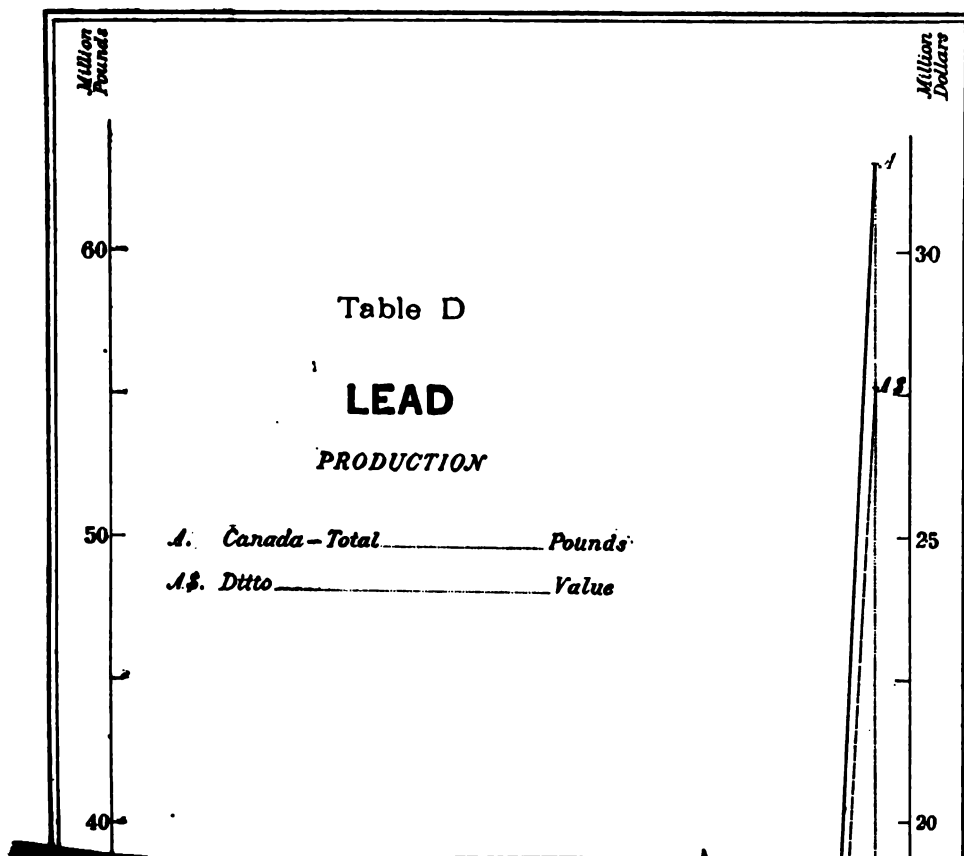 Million
Pounds
Million
Dollars
A
60
30
Table D
LEAD
A$
PRODUCTION
50
A. Canada-Total Pounds
25
A$. Ditto Value
40
20